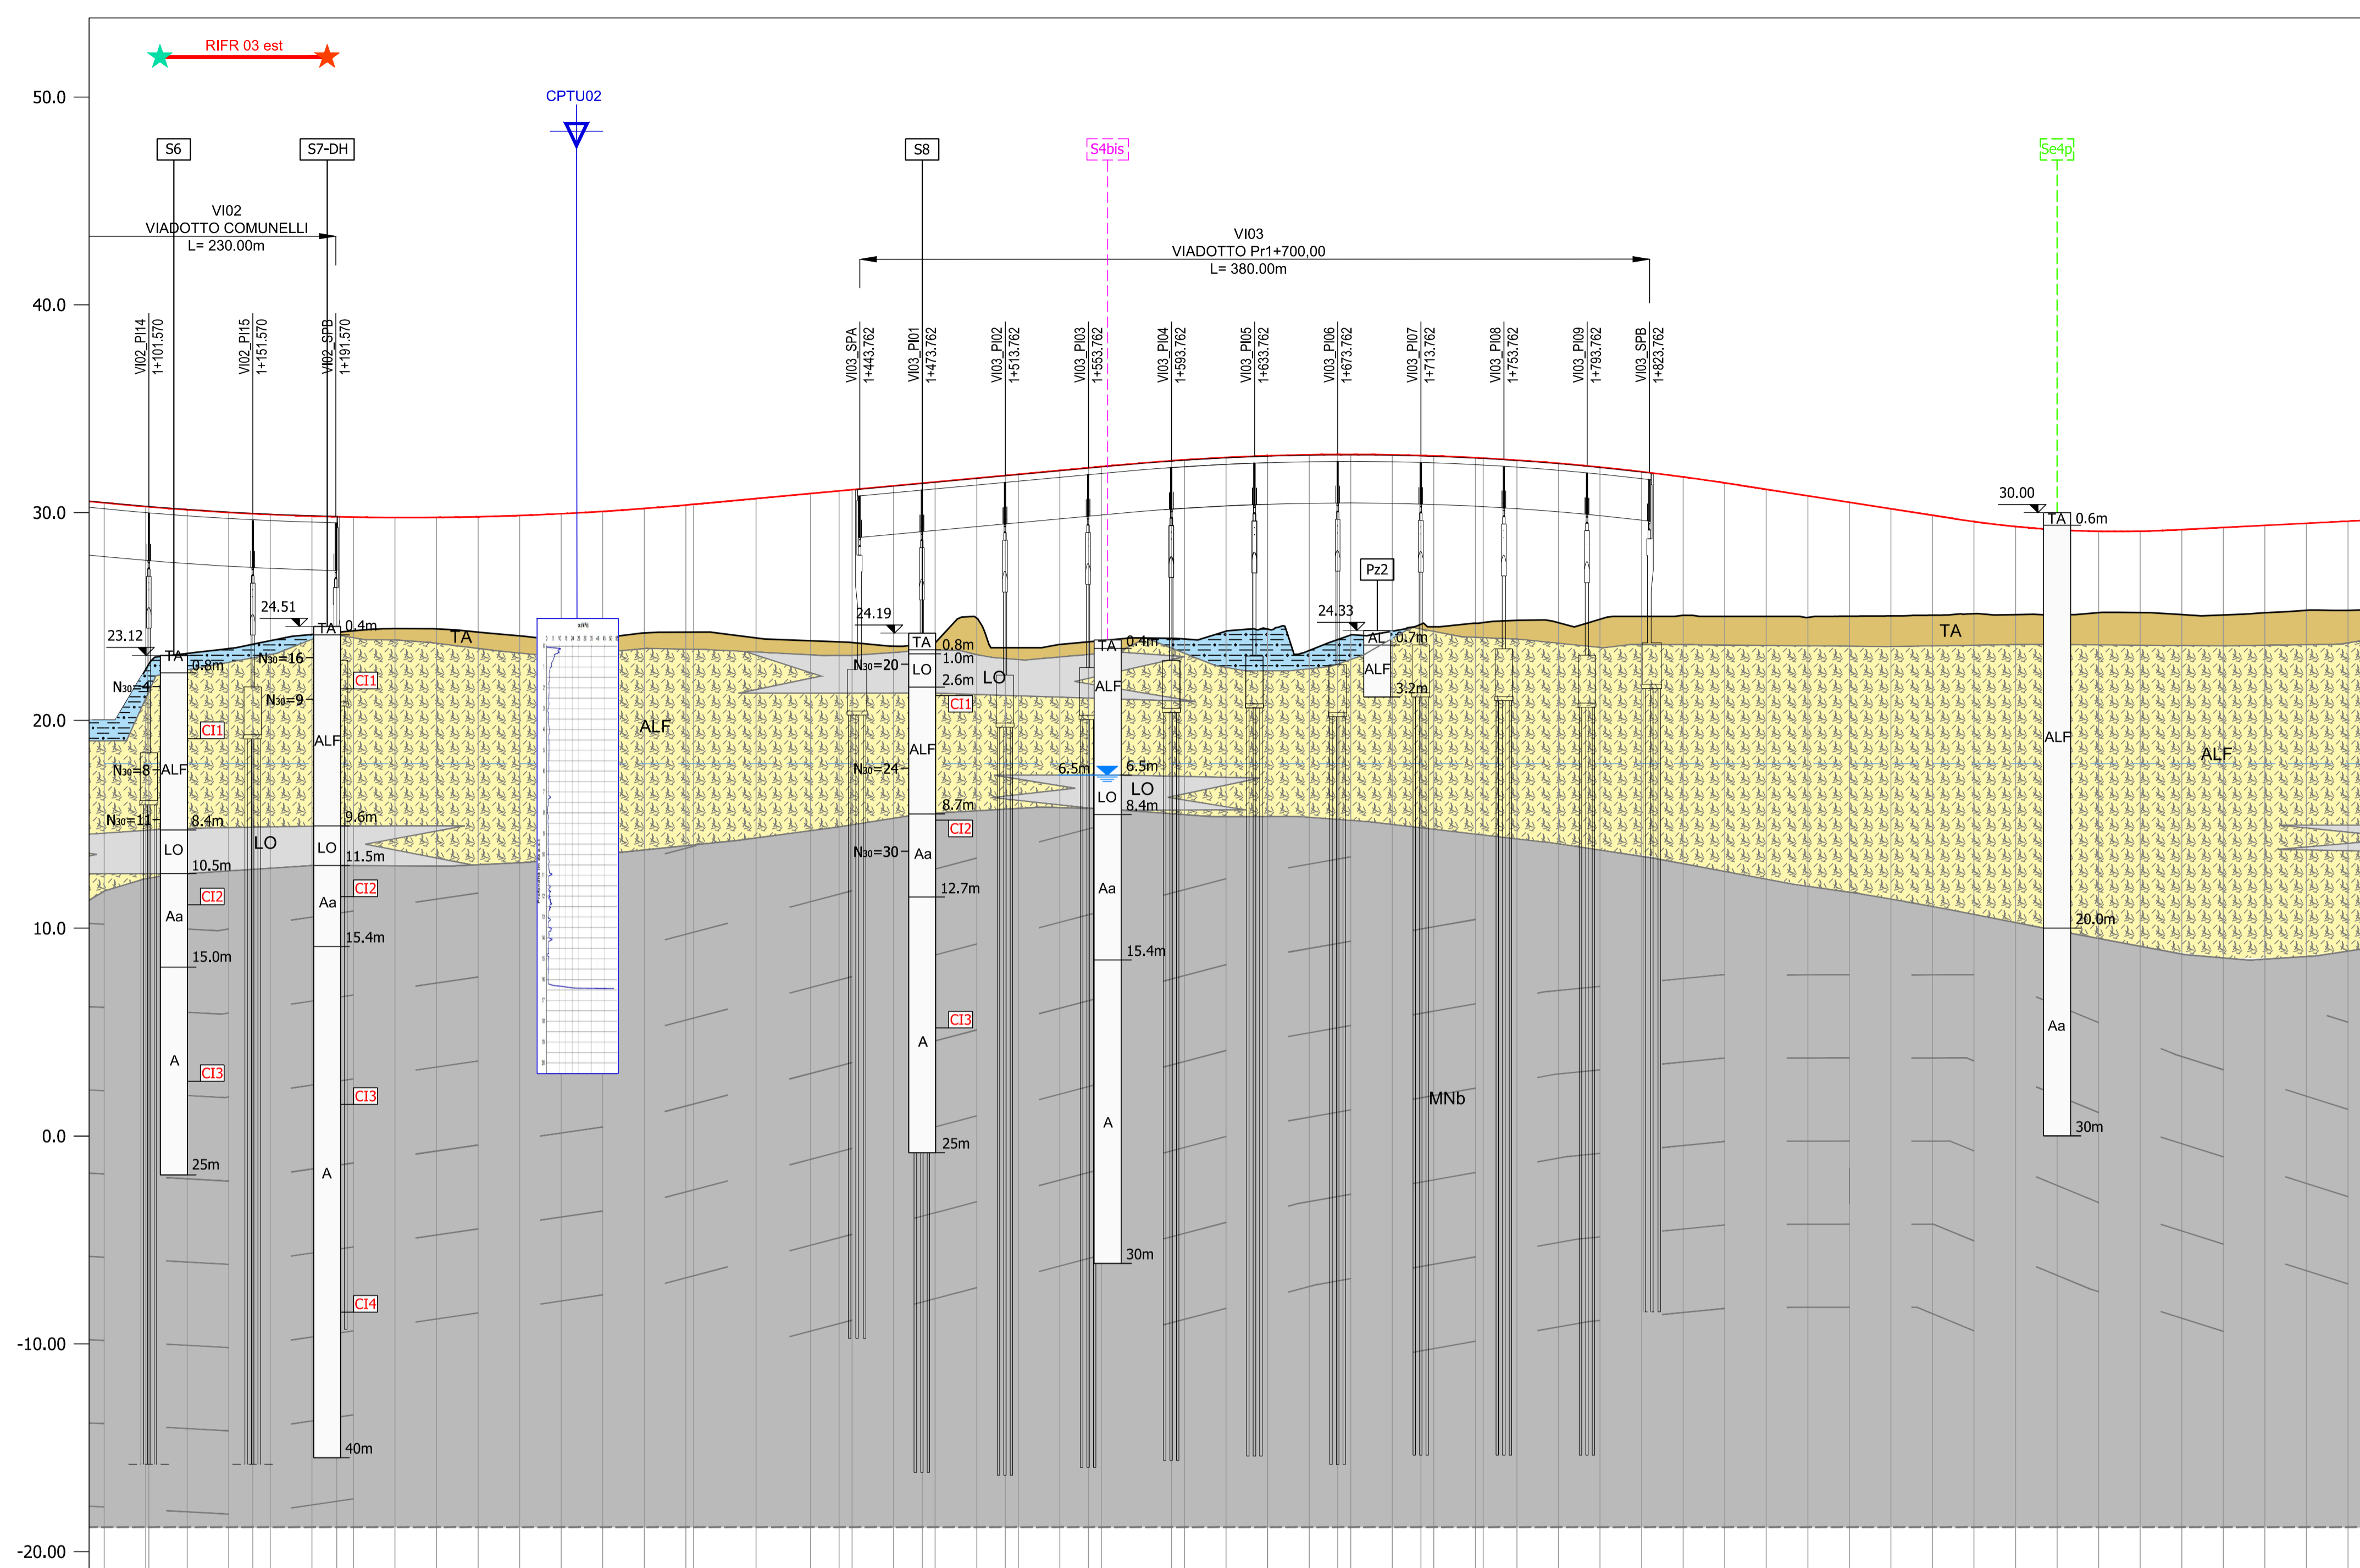 RIFR 03 est
50.0
40.0
30.0
20.0
10.0
0.0
-10.00
-20.00
CPTU02
S6
S7-DH
S8
S4bis
Se4p
VI02
VIADOTTO COMUNELLI
L= 230.00m
VI03
VIADOTTO Pr1+700,00
L= 380.00m
VI02_PI14
1+101.570
VI02_PI15
1+151.570
VI02_SPB
1+191.570
VI03_SPA
1+443.762
VI03_PI01
1+473.762
VI03_PI02
1+513.762
VI03_PI03
1+553.762
VI03_PI04
1+593.762
VI03_PI05
1+633.762
VI03_PI06
1+673.762
VI03_PI07
1+713.762
VI03_PI08
1+753.762
VI03_PI09
1+793.762
VI03_SPB
1+823.762
23.12
TA
0.8m
N30=4
CI1
N30=8
ALF
N30=11
8.4m
LO
10.5m
CI2
Aa
15.0m
A
CI3
25m
24.51
TA
0.4m
N30=16
CI1
N30=9
ALF
9.6m
LO
11.5m
CI2
Aa
15.4m
CI3
A
CI4
40m
LO
TA
ALF
24.19
TA
0.8m
1.0m
N30=20
LO
2.6m
CI1
ALF
N30=24
8.7m
CI2
N30=30
Aa
12.7m
CI3
A
25m
LO
TA
0.4m
ALF
6.5m
6.5m
LO
LO
8.4m
Aa
15.4m
A
30m
Pz2
24.33
AL
0.7m
ALF
3.2m
MNb
30.00
TA
0.6m
ALF
20.0m
Aa
30m
TA
ALF